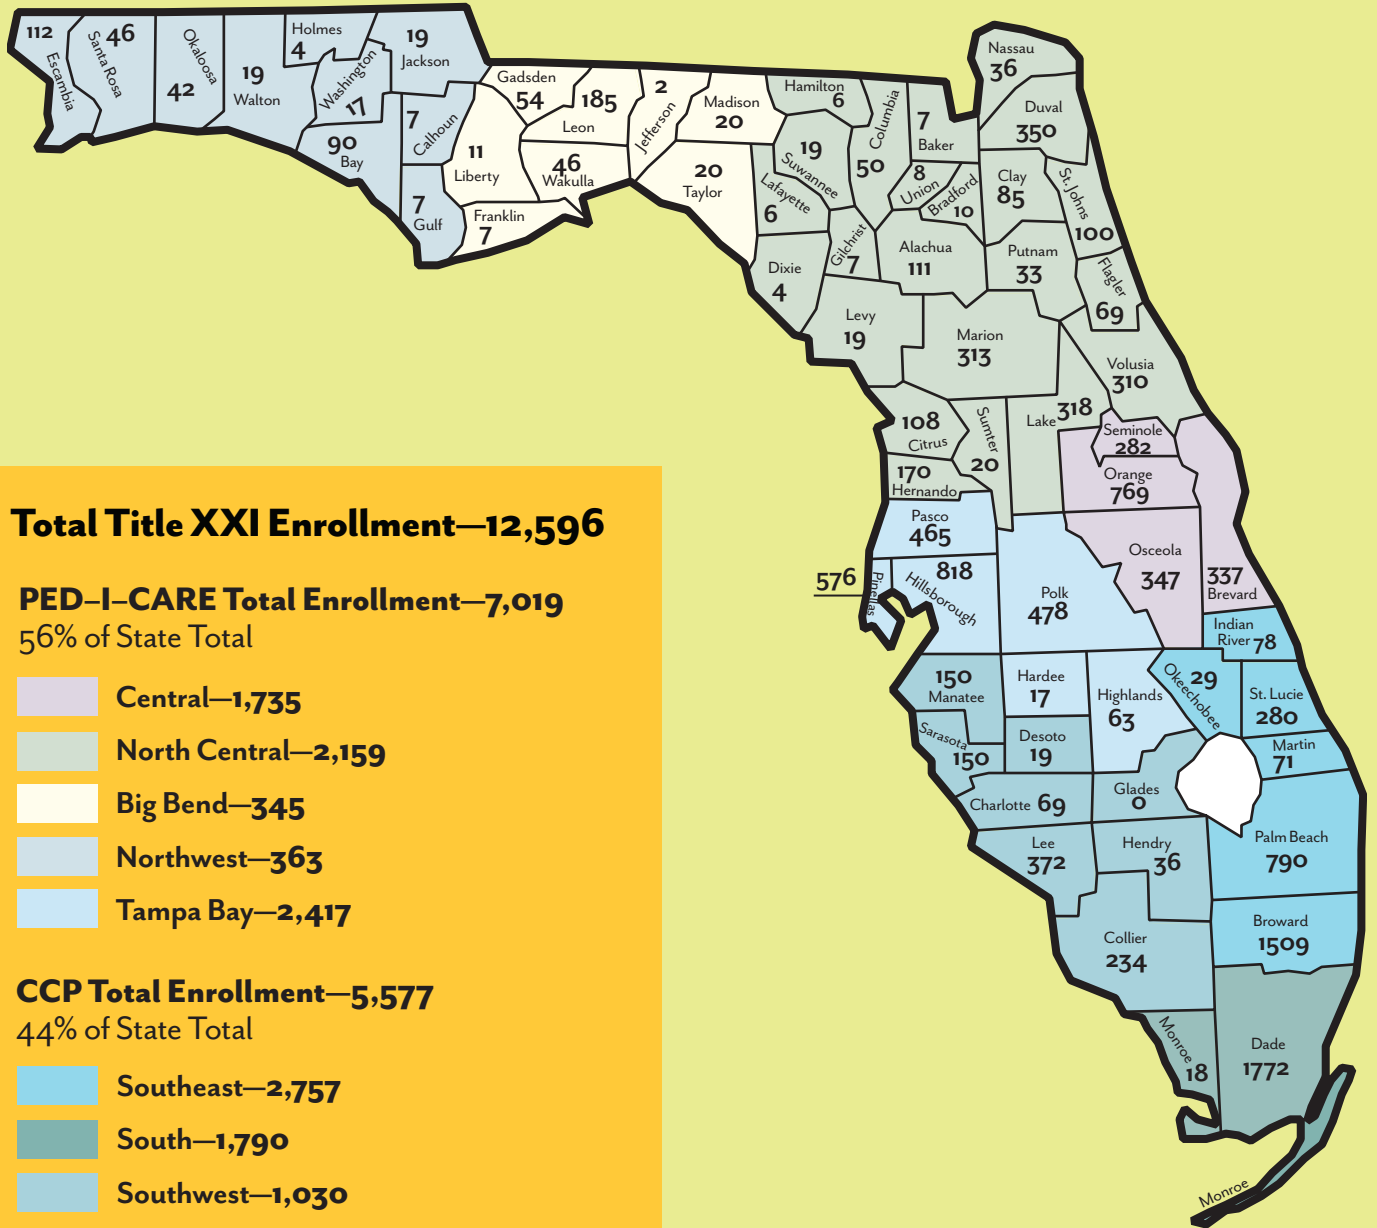 112
Escambia
46
Santa Rosa
Okaloosa
42
19
Walton
Holmes
4
Washington
17
19
Jackson
90
Bay
7
Calhoun
7
Gulf
Gadsden
54
185
Leon
11
Liberty
46
Wakulla
Franklin
7
2
Jefferson
Madison
20
20
Taylor
Hamilton
6
19
Suwannee
Lafayette
6
Columbia
50
7
Baker
8
Union
Bradford
10
Nassau
36
Duval
350
Clay
85
St. Johns
100
Dixie
4
Gilchrist
7
Alachua
111
Putnam
33
Flagler
69
Levy
19
Marion
313
Volusia
310
108
Citrus
Sumter
20
Lake 318
170
Hernando
Seminole
282
Orange
769
Pasco
465
Osceola
347
337
Brevard
576
Pinellas
818
Hillsborough
Polk
478
Indian
River 78
150
Manatee
Hardee
17
Highlands
63
29
Okeechobee
St. Lucie
280
Sarasota
150
Desoto
19
Martin
71
Charlotte 69
Glades
0
Lee
372
Hendry
36
Palm Beach
790
Collier
234
Broward
1509
Monroe
18
Dade
1772
Monroe
Total Title XXI Enrollment—12,596
PED–I–CARE Total Enrollment—7,019
56% of State Total
Central—1,735
North Central—2,159
Big Bend—345
Northwest—363
Tampa Bay—2,417
CCP Total Enrollment—5,577
44% of State Total
Southeast—2,757
South—1,790
Southwest—1,030